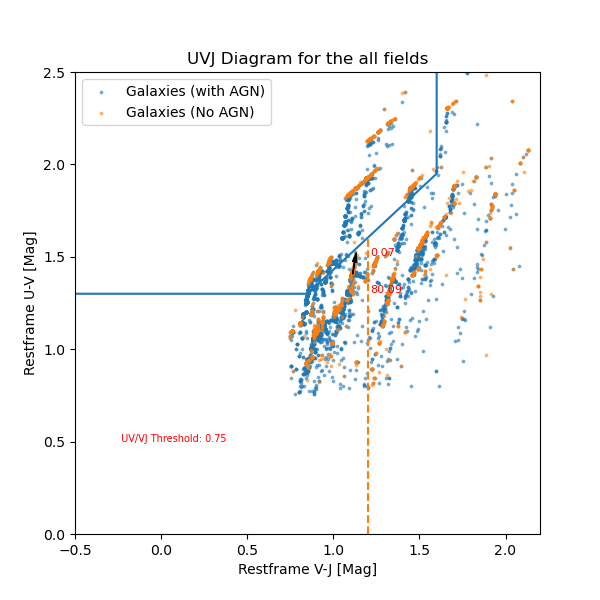 UVJ Diagram for the all fields
Galaxies (with AGN)
Galaxies (No AGN)
2.5
2.0
1.5
1.0
0.5
0.0
Restframe U-V [Mag]
0.07
80.09
UV/VJ Threshold: 0.75
−0.5
0.0
0.5
1.0
1.5
2.0
Restframe V-J [Mag]